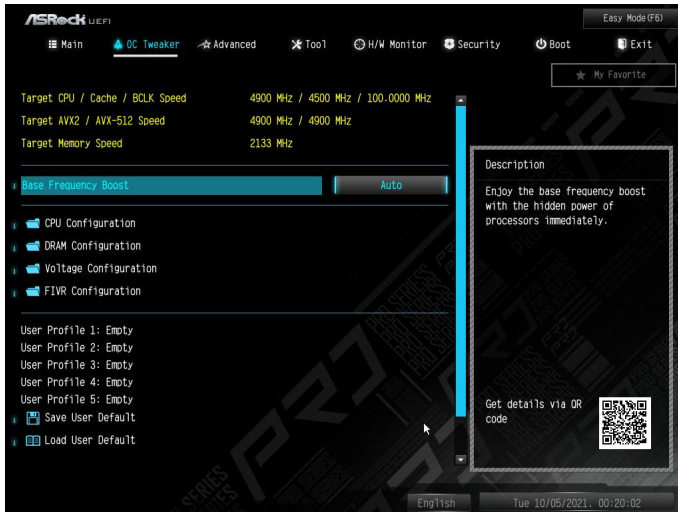 ASRock UEFI
Easy Mode(F6)
Main OC Tweaker Advanced Tool H/W Monitor Security Boot Exit
My Favorite
Target CPU / Cache / BCLK Speed 4900 MHz / 4500 MHz / 100.0000 MHz
Target AVX2 / AVX-512 Speed 4900 MHz / 4900 MHz
Target Memory Speed 2133 MHz
Base Frequency Boost Auto
CPU Configuration
DRAM Configuration
Voltage Configuration
FIVR Configuration
User Profile 1: Empty
User Profile 2: Empty
User Profile 3: Empty
User Profile 4: Empty
User Profile 5: Empty
Save User Default
Load User Default
Description
Enjoy the base frequency boost
with the hidden power of
processors immediately.
Get details via QR
code
English
Tue 10/05/2021. 00:20:02
PRO
SERIES